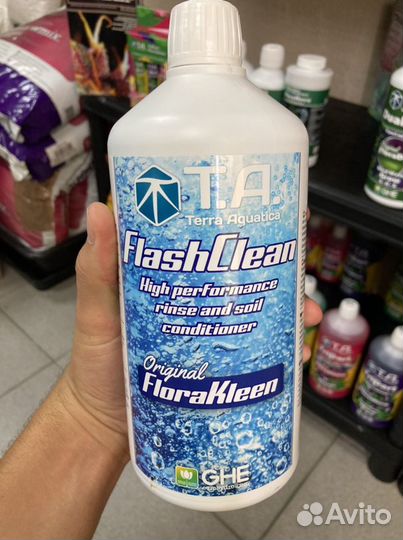 T.A.
Terra Aquatica
FlashClean
High performance
rinse and soil
conditioner
Original
FloraKleen
GHE
T.A.
T.A.
Avito